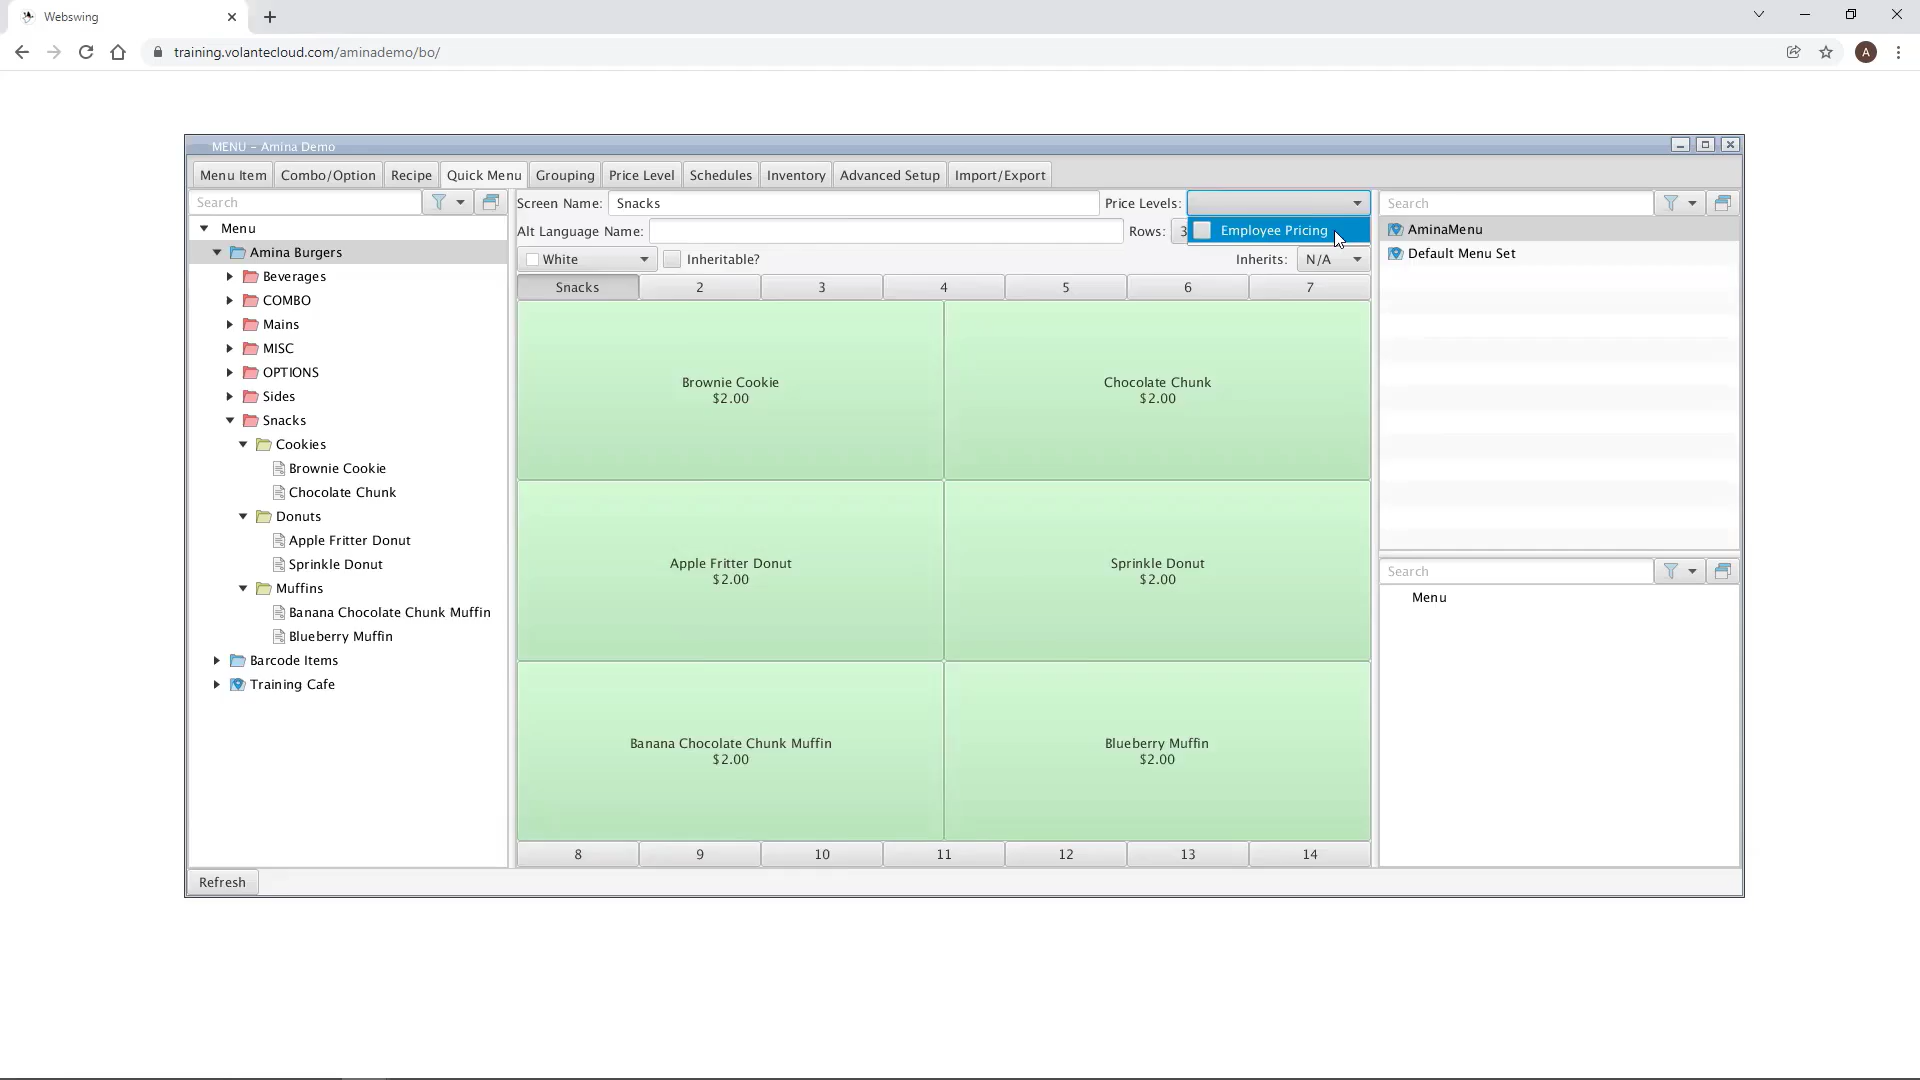 Webswing
training.volantecloud.com/aminademo/bo/
A
MENU - Amina Demo
Menu Item Combo/Option Recipe Quick Menu Grouping Price Level Schedules Inventory Advanced Setup Import/Export
Search
Menu
Amina Burgers
Beverages
COMBO
Mains
MISC
OPTIONS
Sides
Snacks
Cookies
Brownie Cookie
Chocolate Chunk
Donuts
Apple Fritter Donut
Sprinkle Donut
Muffins
Banana Chocolate Chunk Muffin
Blueberry Muffin
Barcode Items
Training Cafe
Refresh
Screen Name: Snacks Price Levels:
Employee Pricing
Alt Language Name: Rows: 3
White Inheritable? Inherits: N/A
Snacks 2 3 4 5 6 7
Brownie Cookie
$2.00
Chocolate Chunk
$2.00
Apple Fritter Donut
$2.00
Sprinkle Donut
$2.00
Banana Chocolate Chunk Muffin
$2.00
Blueberry Muffin
$2.00
8 9 10 11 12 13 14
Search
AminaMenu
Default Menu Set
Search
Menu